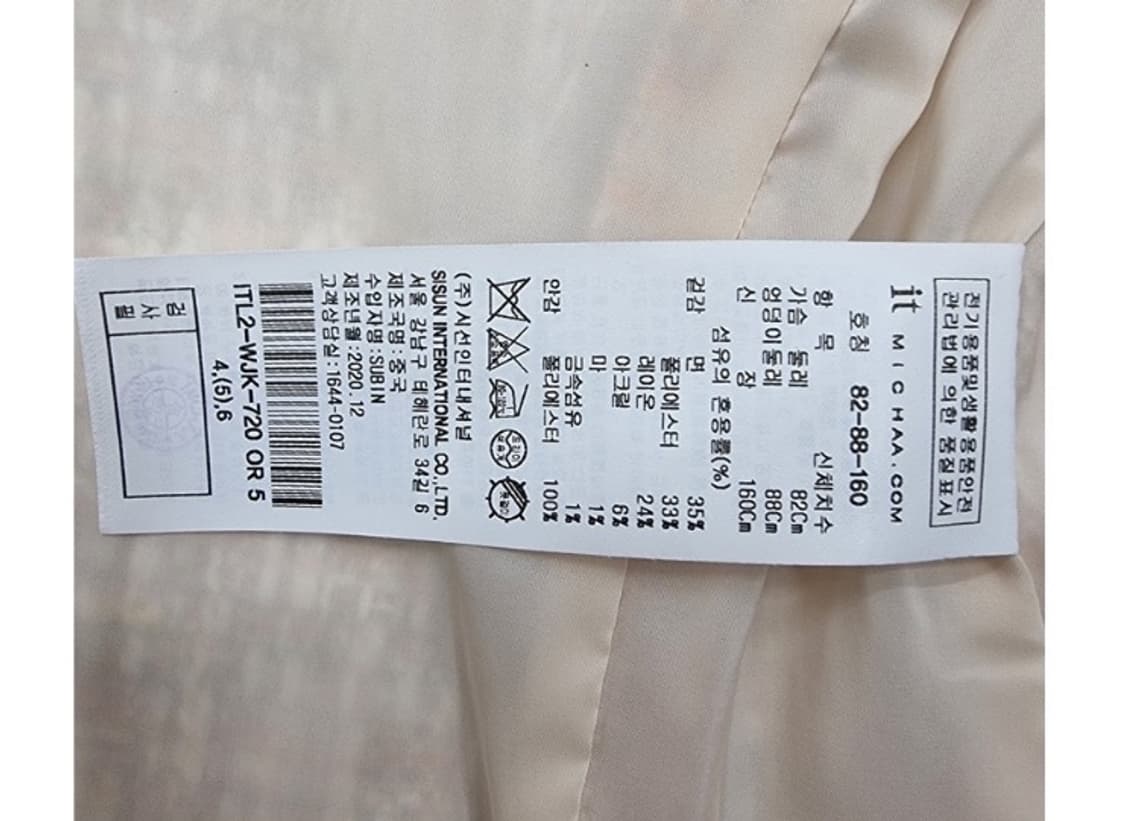 전기용품및생활용품안전
관리법에 의한 품질표시
it MICHAA.COM
호칭 82-88-160
항 목 신체치수
가슴 둘레 82Cm
엉덩이둘레 88Cm
신 장 160Cm
섬유의 혼용률(%)
겉감 면 35%
폴리에스터 33%
레이온 24%
아크릴 6%
마 1%
금속섬유 1%
안감 폴리에스터 100%
(주)시선인터내셔널
SISUN INTERNATIONAL CO.,LTD.
서울 강남구 테헤란로 34길 6
제조국명:중국
수입자명:SUBIN
제조년월:2020.12
고객상담실:1644-0107
ITL2-WJK-720 OR 5
4,(5),6
검사필